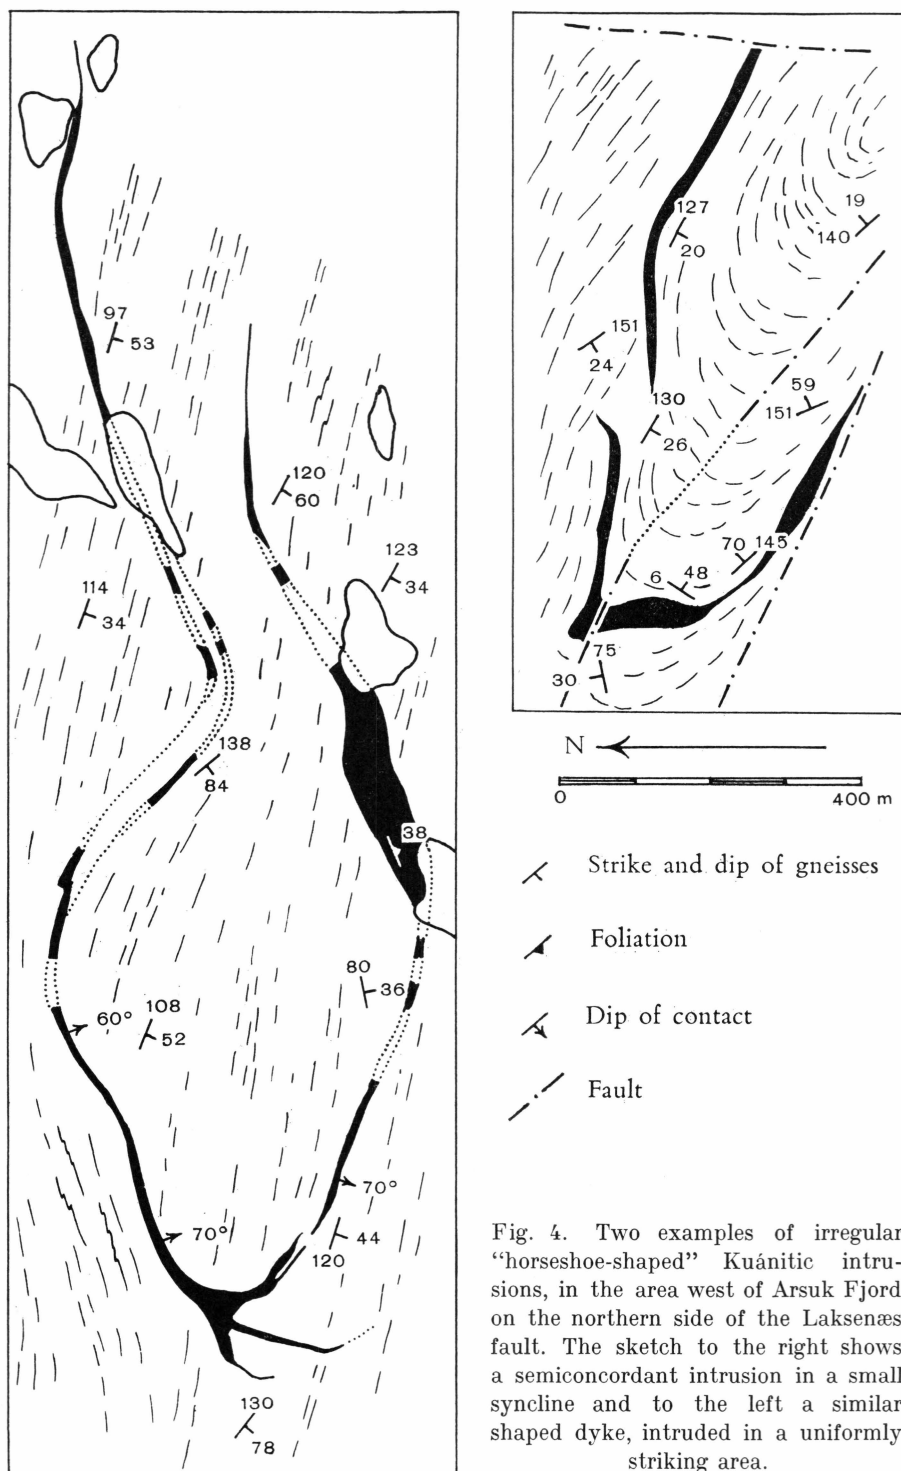 97
53
120
60
123
34
114
34
138
84
38
80
36
60°
108
52
70°
70°
44
120
130
78
19
140
127
20
151
24
59
151
130
26
70 145
6 48
75
30
N
0 400 m
Strike and dip of gneisses
Foliation
Dip of contact
Fault
Fig. 4. Two examples of irregular
“horseshoe-shaped” Kuánitic intru-
sions, in the area west of Arsuk Fjord
on the northern side of the Laksenæs
fault. The sketch to the right shows
a semiconcordant intrusion in a small
syncline and to the left a similar
shaped dyke, intruded in a uniformly
striking area.